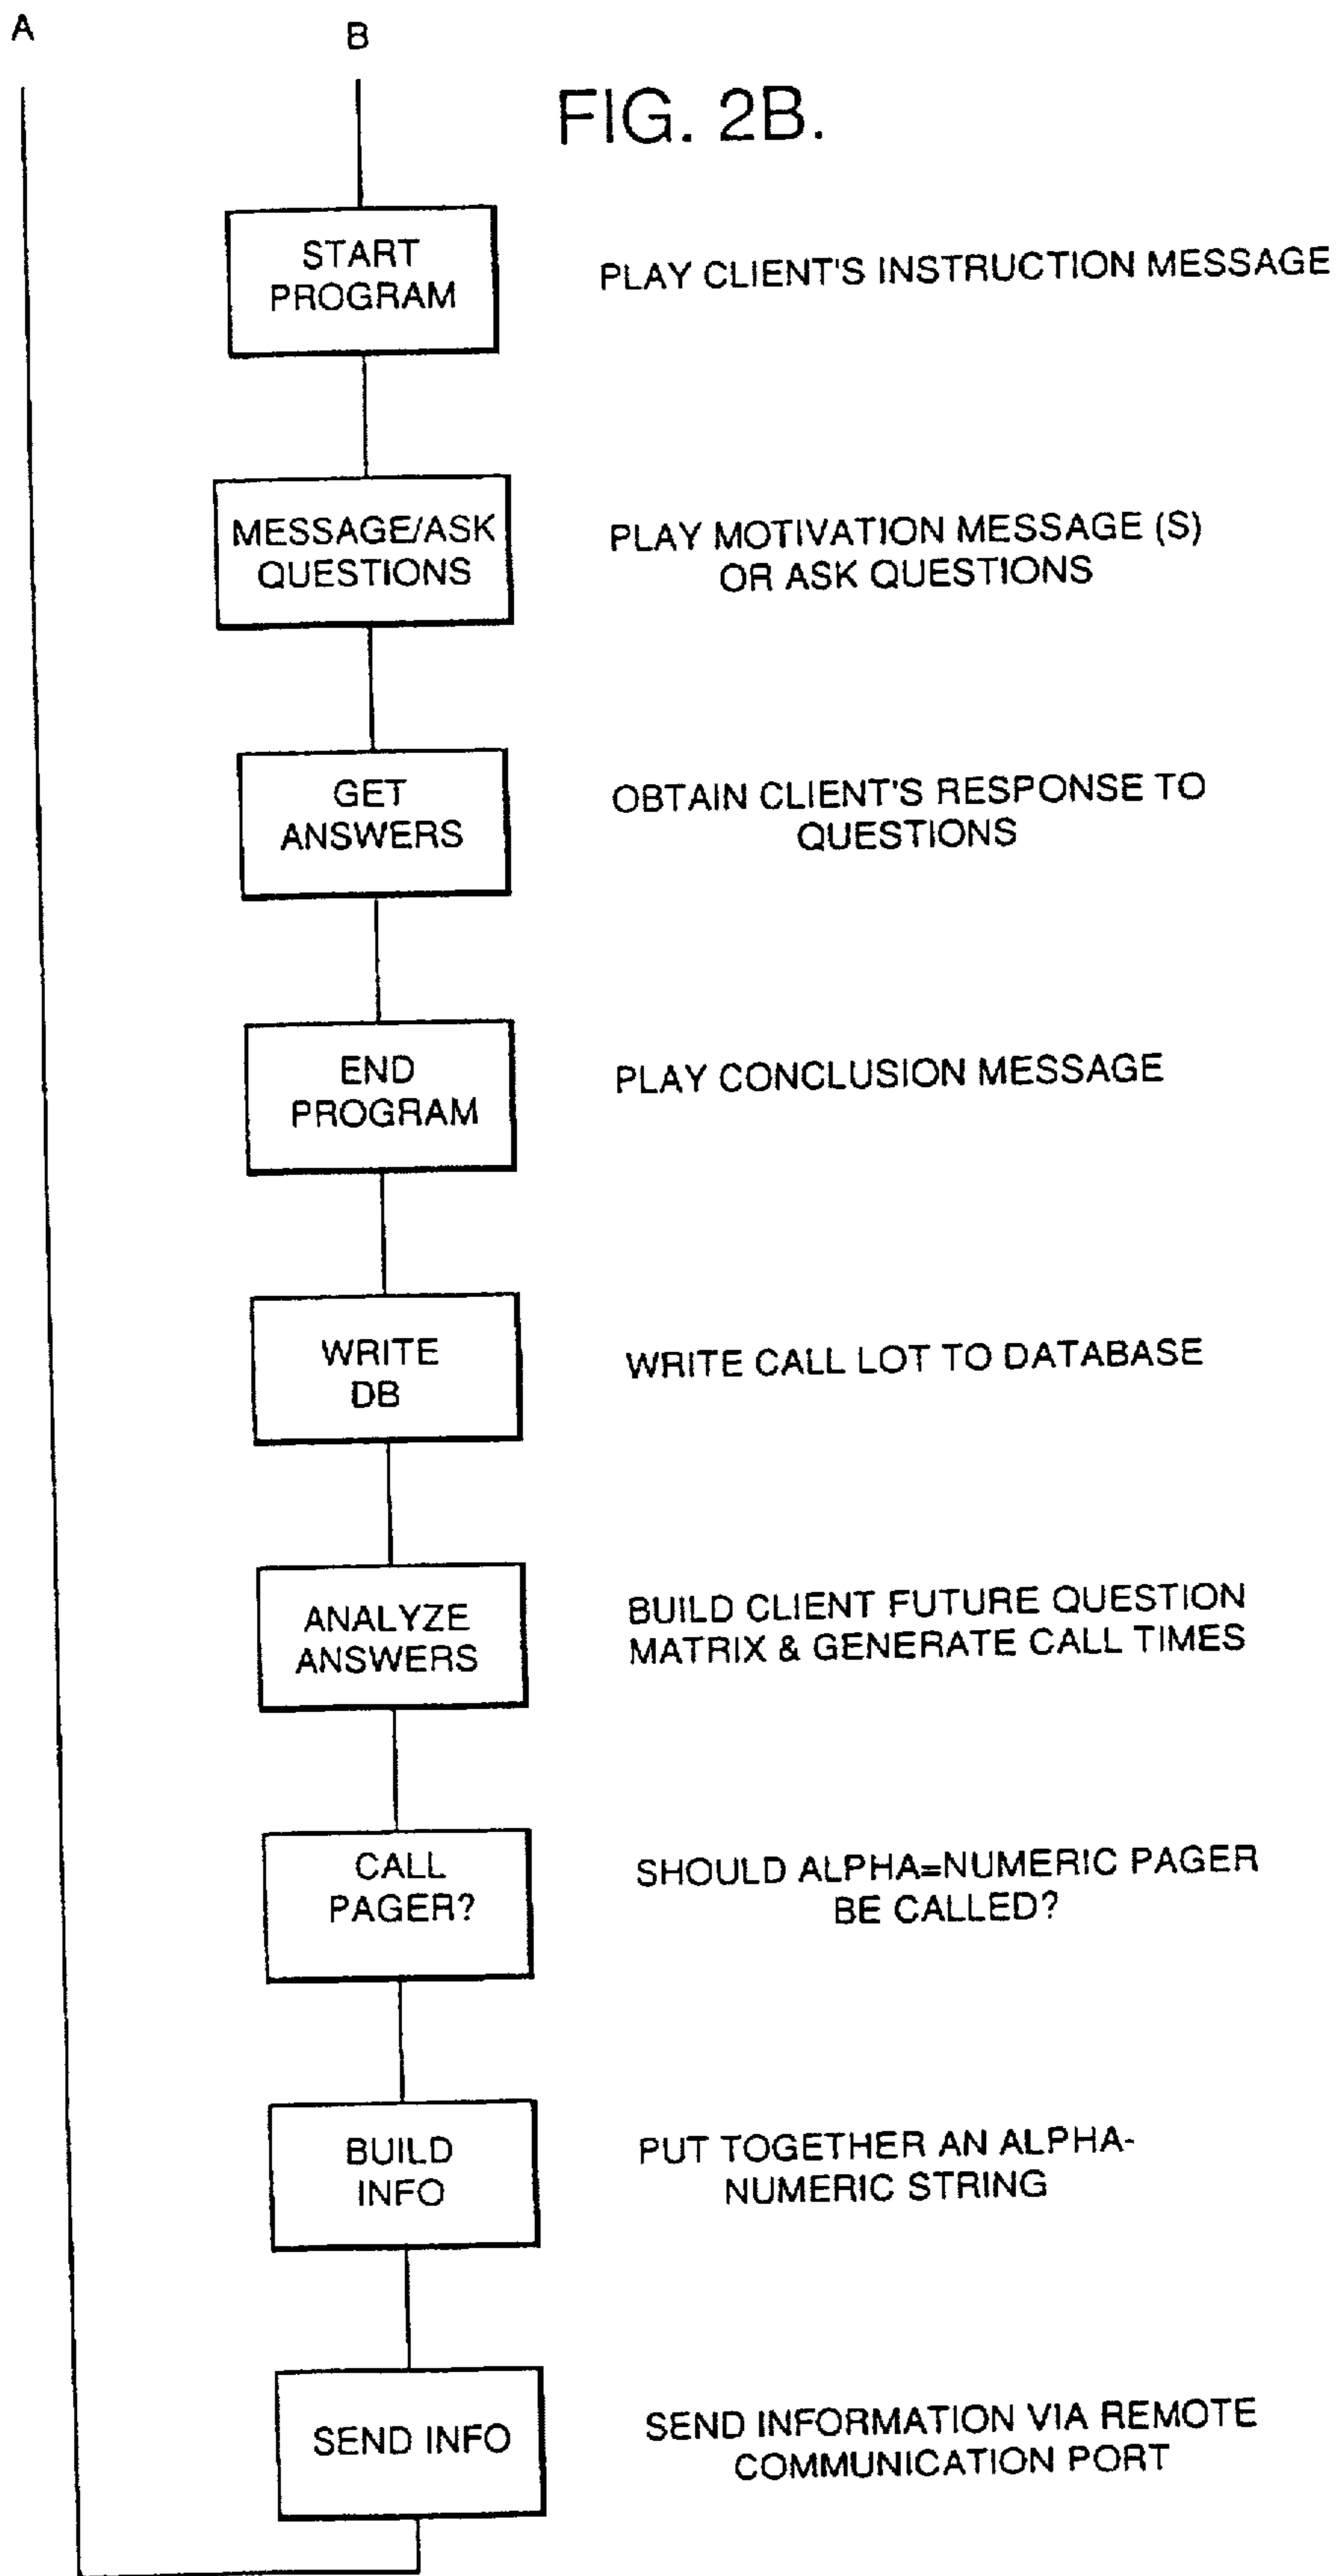 A
B
FIG. 2B.
START
PROGRAM
PLAY CLIENT'S INSTRUCTION MESSAGE
MESSAGE/ASK
QUESTIONS
PLAY MOTIVATION MESSAGE (S)
OR ASK QUESTIONS
GET
ANSWERS
OBTAIN CLIENT'S RESPONSE TO
QUESTIONS
END
PROGRAM
PLAY CONCLUSION MESSAGE
WRITE
DB
WRITE CALL LOT TO DATABASE
ANALYZE
ANSWERS
BUILD CLIENT FUTURE QUESTION
MATRIX & GENERATE CALL TIMES
CALL
PAGER?
SHOULD ALPHA=NUMERIC PAGER
BE CALLED?
BUILD
INFO
PUT TOGETHER AN ALPHA-
NUMERIC STRING
SEND INFO
SEND INFORMATION VIA REMOTE
COMMUNICATION PORT